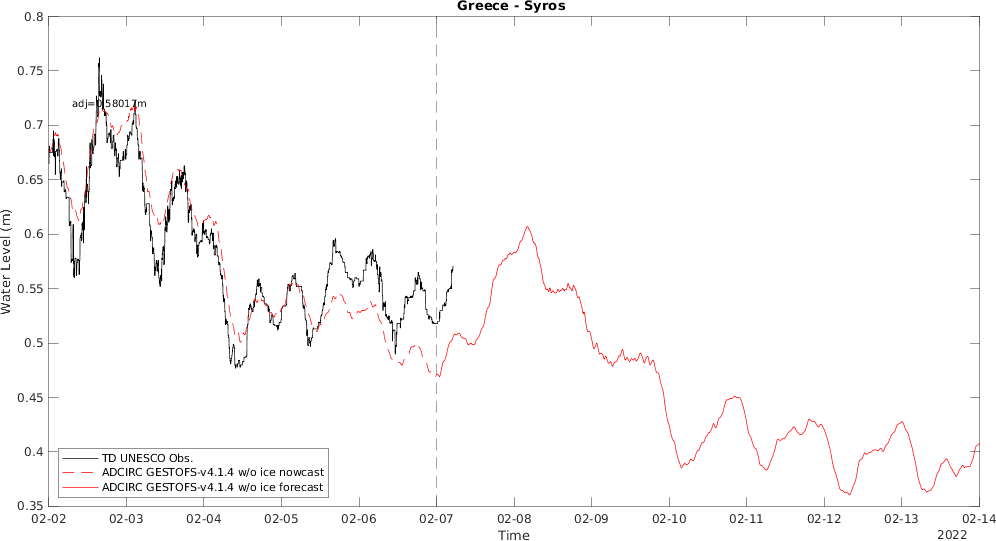 Greece - Syros
0.8
0.75
0.7
0.65
0.6
0.55
0.5
0.45
0.4
0.35
Water Level (m)
adj=0.58017m
TD UNESCO Obs.
ADCIRC GESTOFS-v4.1.4 w/o ice nowcast
ADCIRC GESTOFS-v4.1.4 w/o ice forecast
02-02 02-03 02-04 02-05 02-06 02-07 02-08 02-09 02-10 02-11 02-12 02-13 02-14
Time
2022